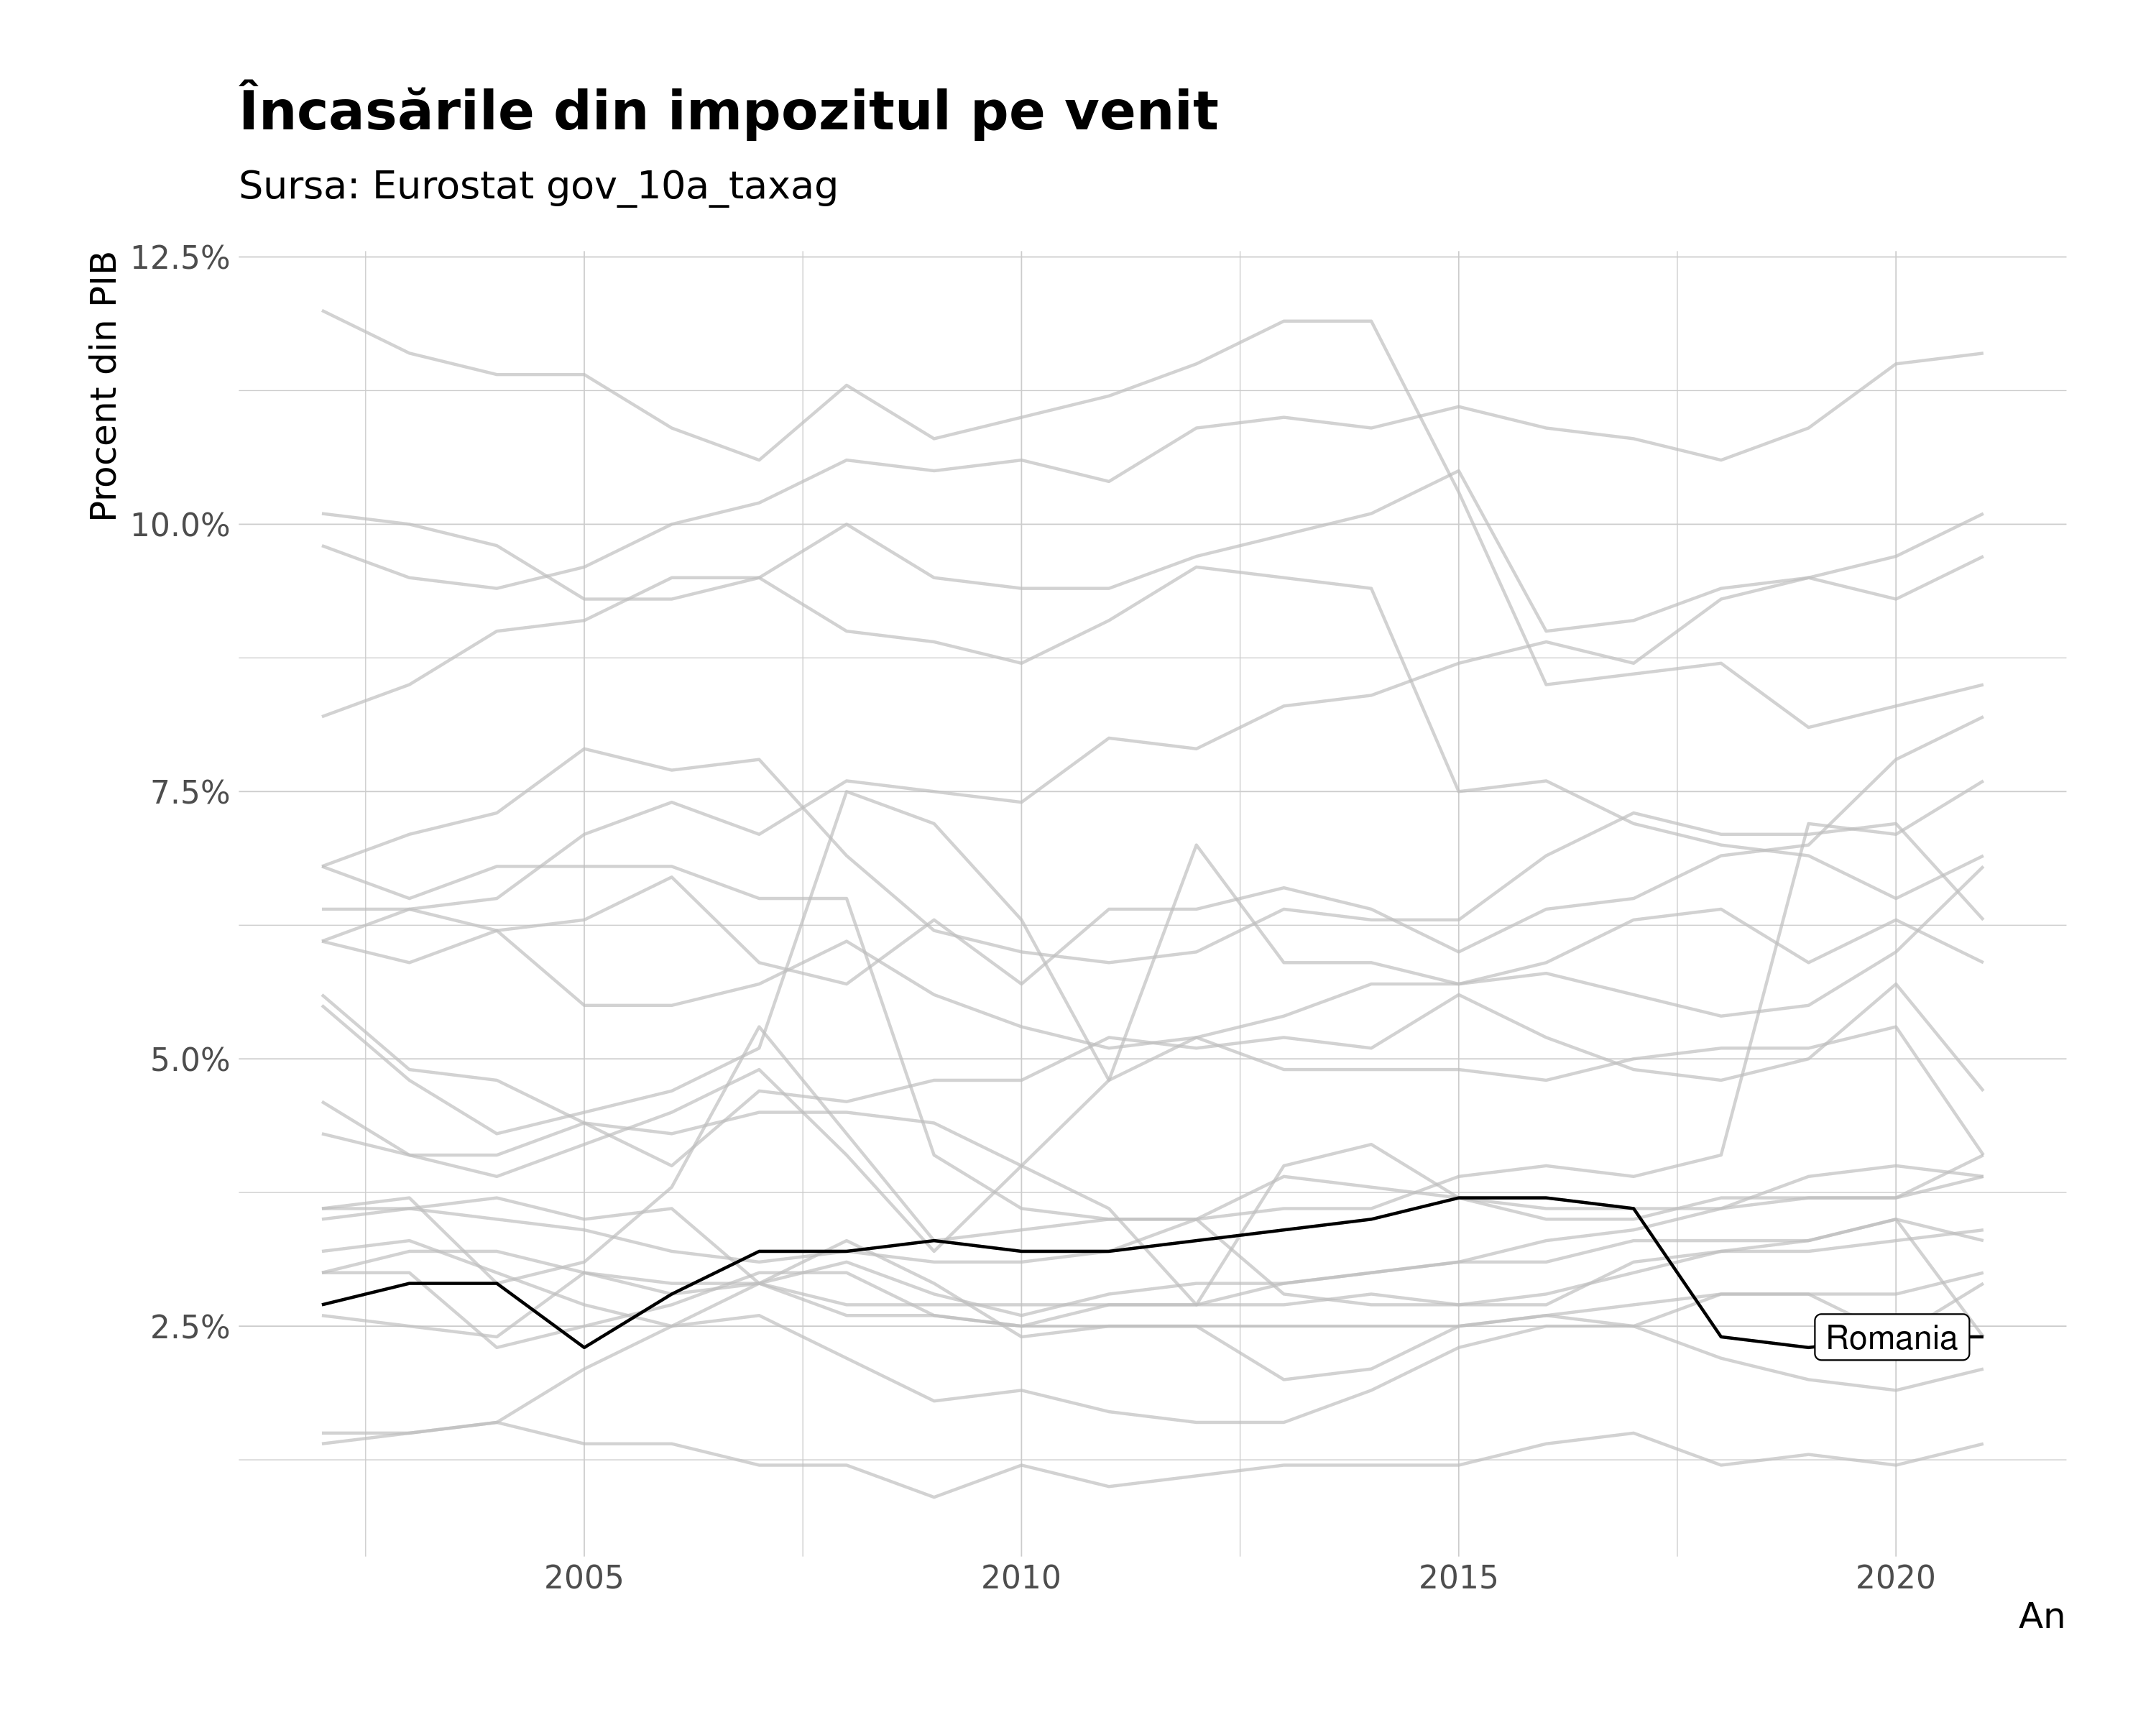 Încasările din impozitul pe venit
Sursa: Eurostat gov_10a_taxag
Procent din PIB
12.5%
10.0%
7.5%
5.0%
2.5%
Romania
2005
2010
2015
2020
An